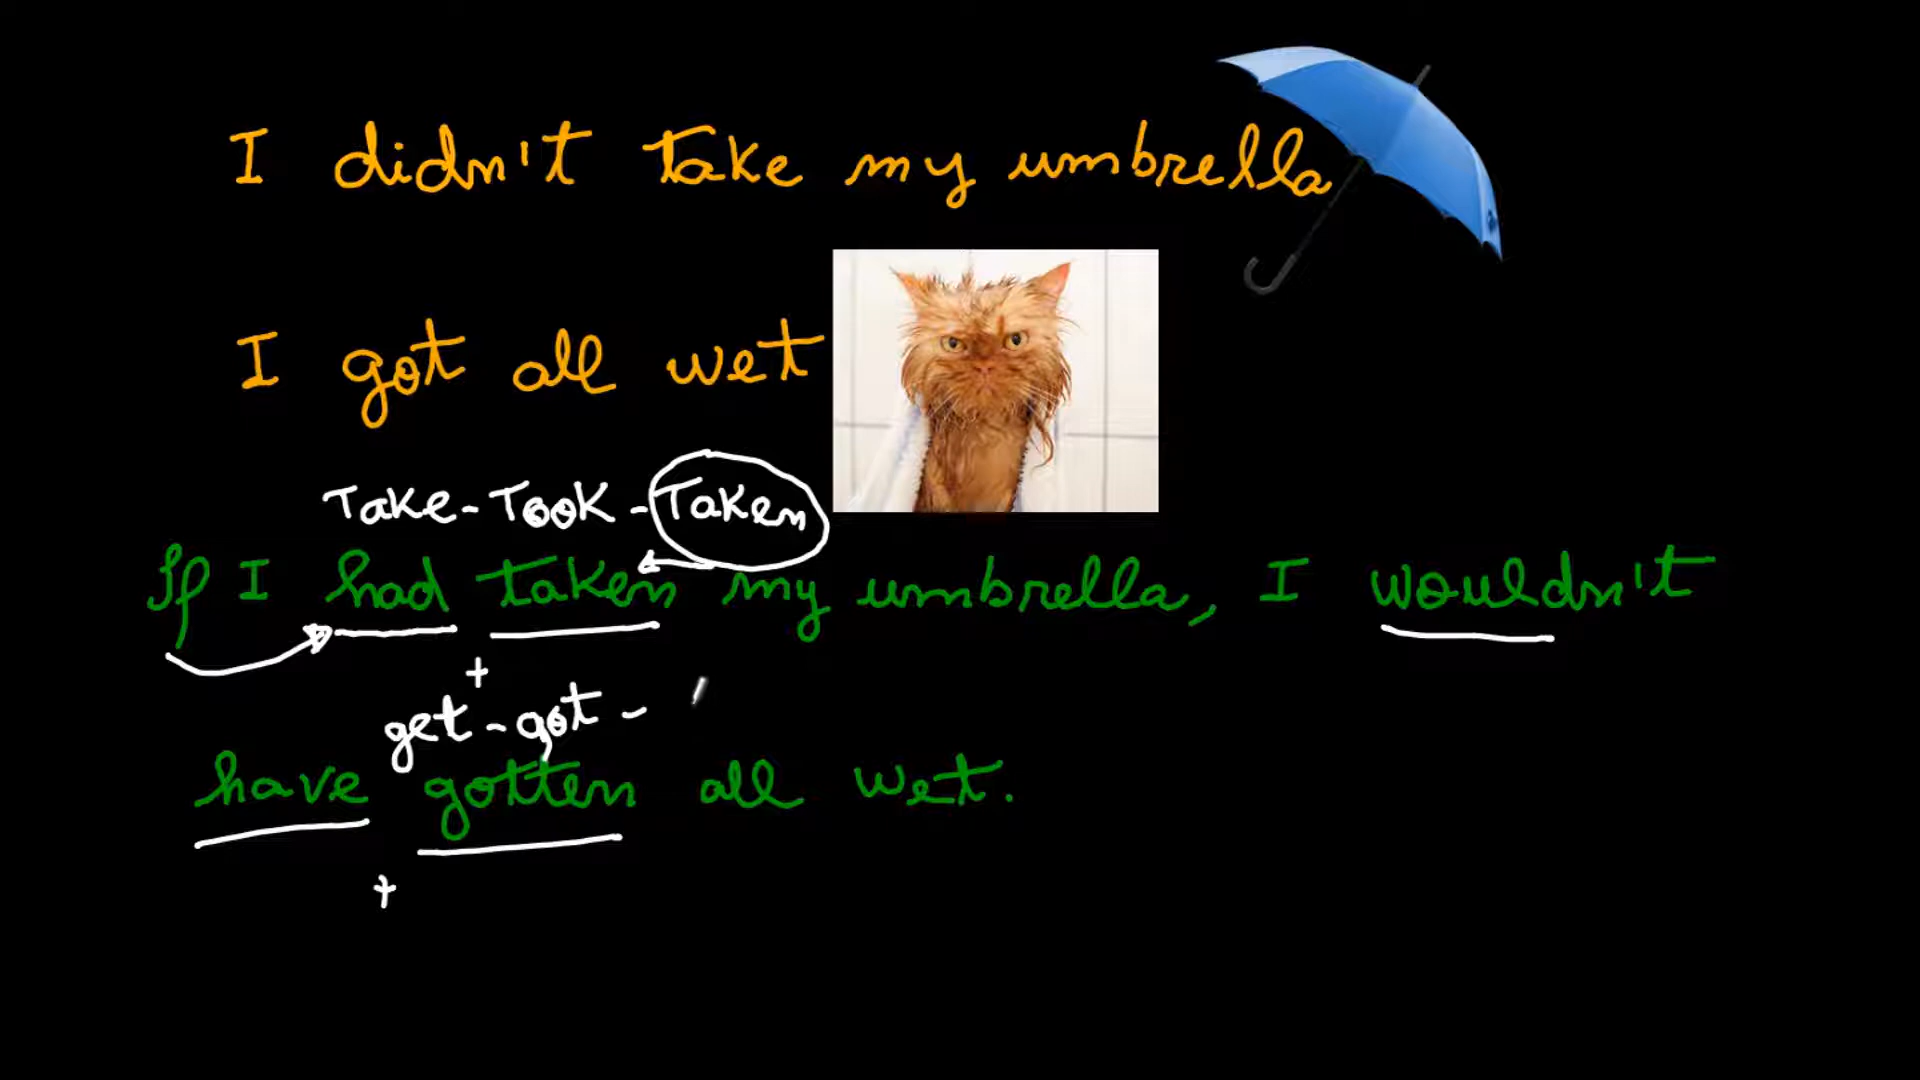 I didn't take my umbrella
I got all wet
Take - Took - Taken
If I had taken my umbrella, I wouldn't
+
get - got -
have gotten all wet.
+